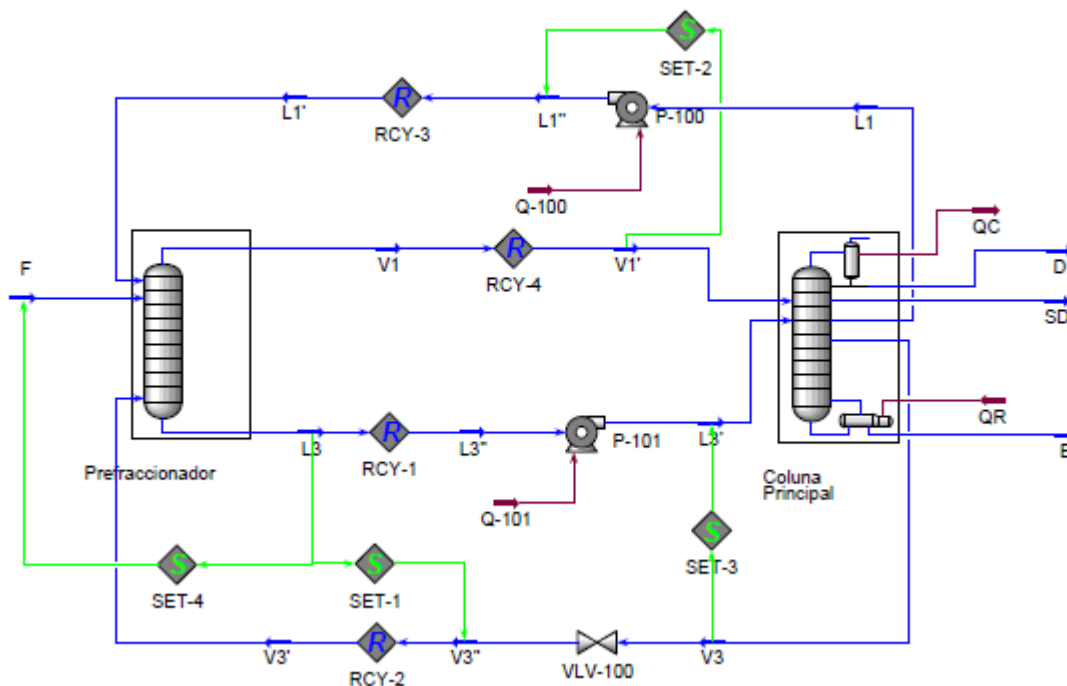 S
SET-2
R
L1'
RCY-3
L1''
P-100
L1
Q-100
QC
F
V1
R
RCY-4
V1'
D
SD
L3
R
RCY-1
L3''
P-101
L3'
QR
B
Prefraccionador
Coluna
Principal
Q-101
S
SET-4
S
SET-1
S
SET-3
V3'
R
RCY-2
V3''
VLV-100
V3